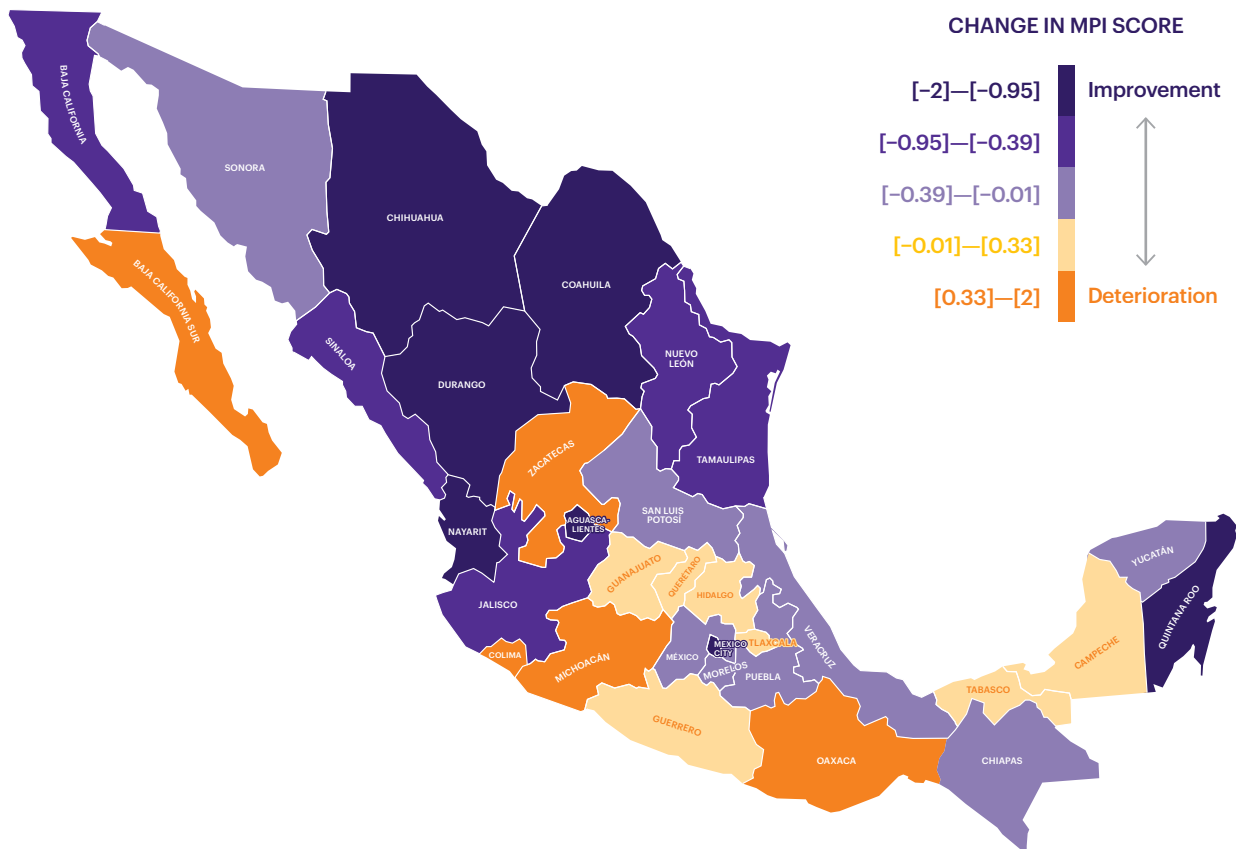 CHANGE IN MPI SCORE
[−2]—[−0.95]
Improvement
[−0.95]—[−0.39]
[−0.39]—[−0.01]
[−0.01]—[0.33]
[0.33]—[2]
Deterioration
BAJA CALIFORNIA
SONORA
CHIHUAHUA
COAHUILA
BAJA CALIFORNIA SUR
SINALOA
DURANGO
NUEVO
LEÓN
ZACATECAS
TAMAULIPAS
NAYARIT
AGUASCA-
LIENTES
SAN LUIS
POTOSÍ
GUANAJUATO
QUERÉTARO
HIDALGO
JALISCO
COLIMA
MICHOACÁN
MÉXICO
MEXICO
CITY
TLAXCALA
MORELOS
PUEBLA
VERACRUZ
GUERRERO
OAXACA
TABASCO
CHIAPAS
CAMPECHE
YUCATÁN
QUINTANA ROO